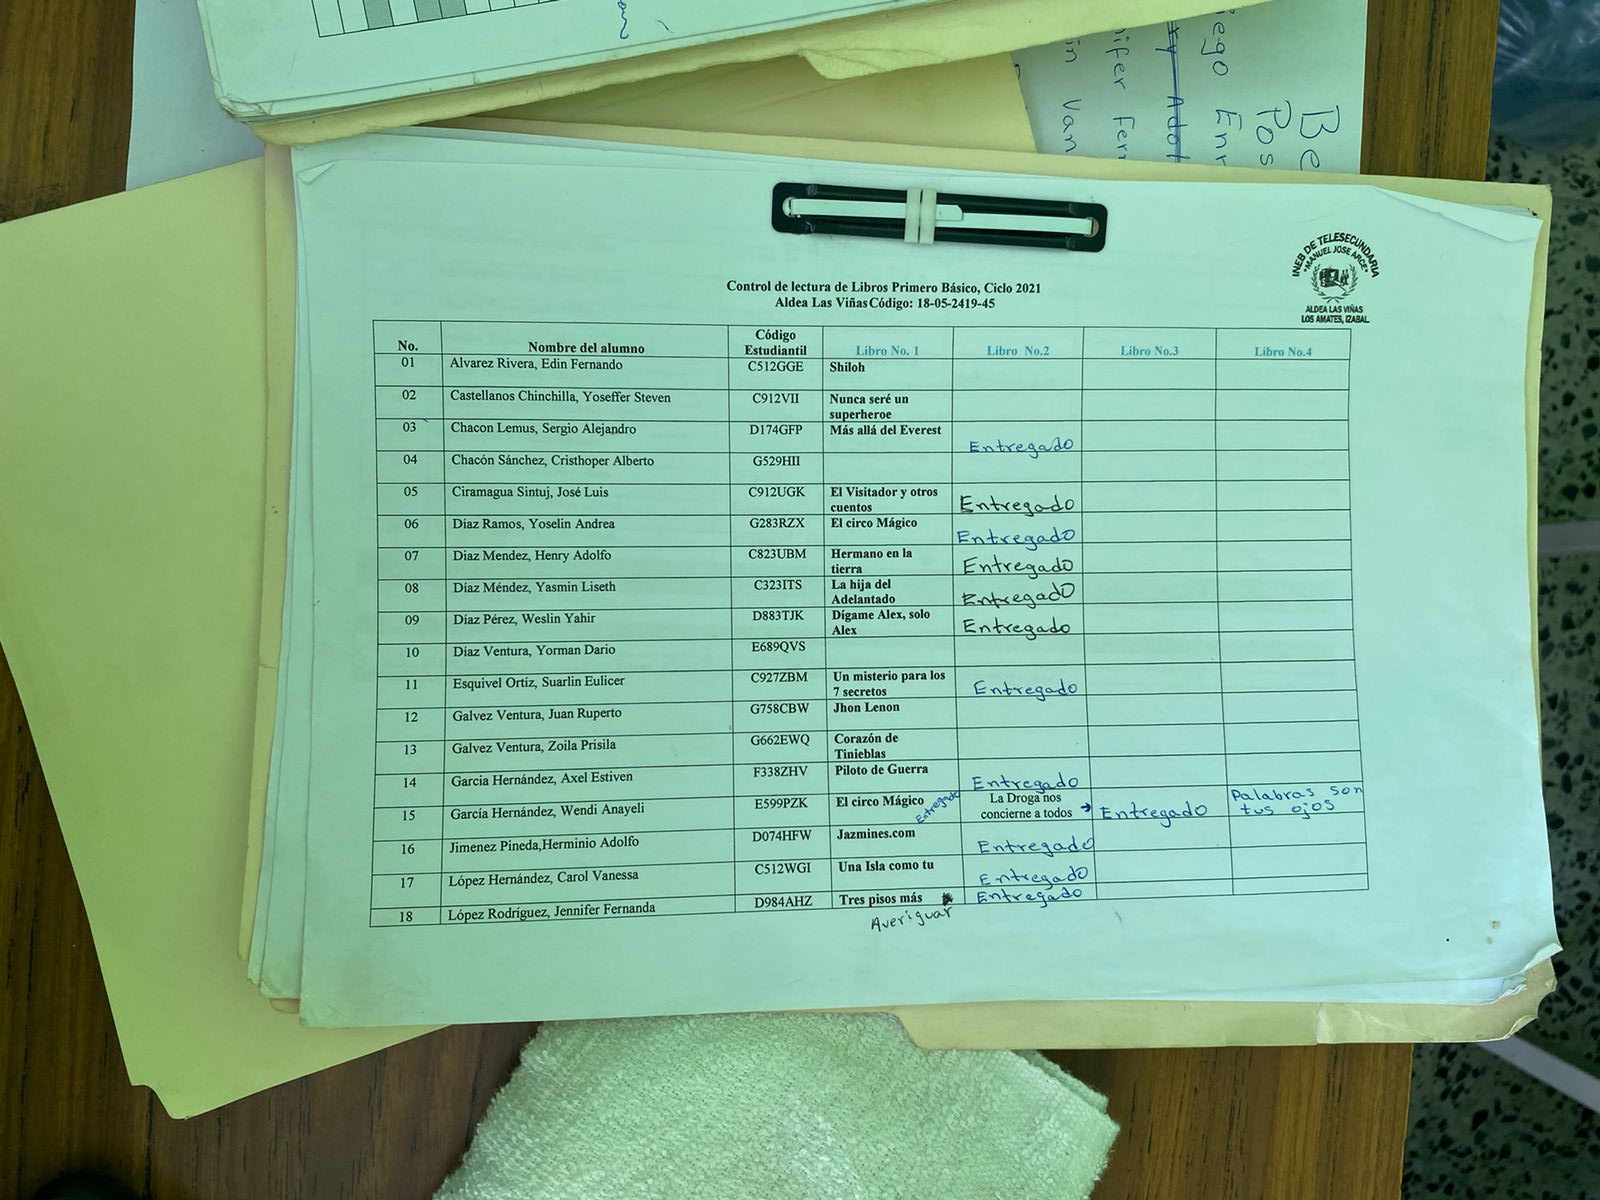 Be
Pos
iego Enr
ifer Fer
in Van
INEB DE TELESECUNDARIA
"MANUEL JOSE ARCE"
ALDEA LAS VIÑAS
LOS AMATES, IZABAL
Control de lectura de Libros Primero Básico, Ciclo 2021
Aldea Las Viñas Código: 18-05-2419-45
No. Nombre del alumno Código Estudiantil Libro No. 1 Libro No.2 Libro No.3 Libro No.4
01 Alvarez Rivera, Edin Fernando C512GGE Shiloh
02 Castellanos Chinchilla, Yoseffer Steven C912VII Nunca seré un superheroe
03 Chacon Lemus, Sergio Alejandro D174GFP Más allá del Everest Entregado
04 Chacón Sánchez, Cristhoper Alberto G529HII
05 Ciramagua Sintuj, José Luis C912UGK El Visitador y otros cuentos Entregado
06 Díaz Ramos, Yoselin Andrea G283RZX El circo Mágico Entregado
07 Diaz Mendez, Henry Adolfo C823UBM Hermano en la tierra Entregado
08 Díaz Méndez, Yasmin Liseth C323ITS La hija del Adelantado Entregado
09 Díaz Pérez, Weslin Yahir D883TJK Dígame Alex, solo Alex Entregado
10 Díaz Ventura, Yorman Dario E689QVS
11 Esquivel Ortíz, Suarlin Eulicer C927ZBM Un misterio para los 7 secretos Entregado
12 Galvez Ventura, Juan Ruperto G758CBW Jhon Lenon
13 Galvez Ventura, Zoila Prisila G662EWQ Corazón de Tinieblas
14 García Hernández, Axel Estiven F338ZHV Piloto de Guerra Entregado
15 García Hernández, Wendi Anayeli E599PZK El circo Mágico Entregado La Droga nos concierne a todos → Entregado Palabras son tus ojos
16 Jimenez Pineda,Herminio Adolfo D074HFW Jazmines.com Entregado
17 López Hernández, Carol Vanessa C512WGI Una Isla como tu Entregado
18 López Rodríguez, Jennifer Fernanda D984AHZ Tres pisos más Entregado
Averiguar